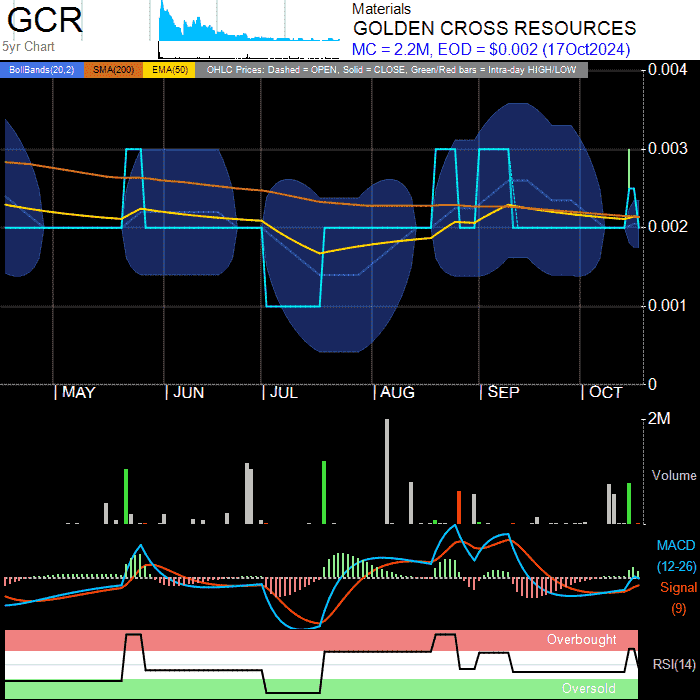 GCR
5yr Chart
Materials
GOLDEN CROSS RESOURCES
MC = 2.2M, EOD = $0.002 (17Oct2024)
BollBands(20,2) SMA(200) EMA(50) OHLC Prices: Dashed = OPEN, Solid = CLOSE, Green/Red bars = Intra-day HIGH/LOW
0.004
0.003
0.002
0.001
0
MAY JUN JUL AUG SEP OCT
2M
Volume
MACD
(12-26)
Signal
(9)
Overbought
RSI(14)
Oversold